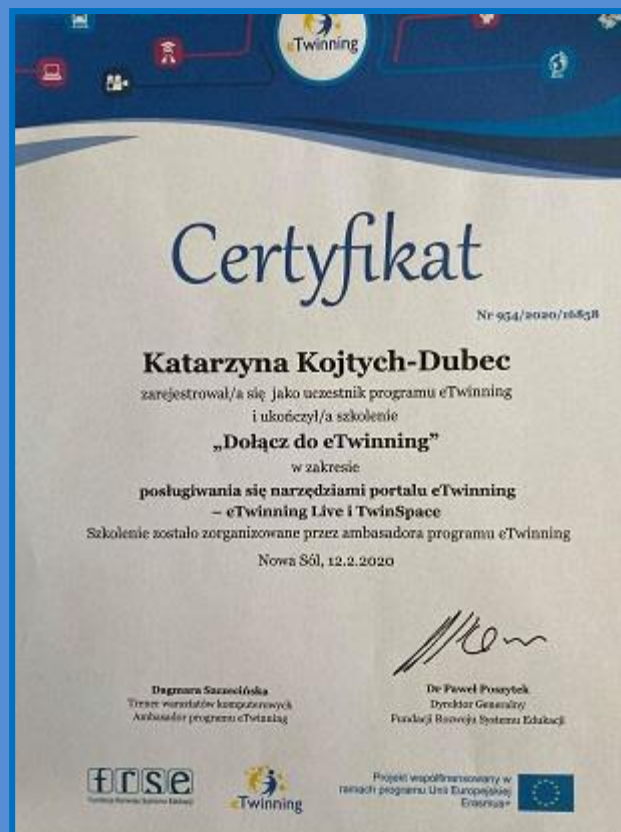 eTwinning
Certyfikat
Nr 954/2020/16858
Katarzyna Kojtych-Dubec
zarejestrował/a się jako uczestnik programu eTwinning
i ukończył/a szkolenie
„Dołącz do eTwinning”
w zakresie
posługiwania się narzędziami portalu eTwinning
– eTwinning Live i TwinSpace
Szkolenie zostało zorganizowane przez ambasadora programu eTwinning
Nowa Sól, 12.2.2020
Dagmara Szczecińska
Trener warsztatów komputerowych
Ambasador programu eTwinning
Dr Paweł Poszytek
Dyrektor Generalny
Fundacji Rozwoju Systemu Edukacji
frse
Fundacja Rozwoju Systemu Edukacji
eTwinning
Projekt współfinansowany w
ramach programu Unii Europejskiej
Erasmus+